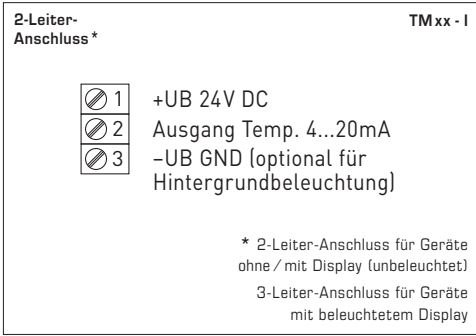 2-Leiter-
Anschluss * TM xx - I
1 +UB 24V DC
2 Ausgang Temp. 4...20mA
3 –UB GND (optional für
Hintergrundbeleuchtung)
* 2-Leiter-Anschluss für Geräte
ohne / mit Display (unbeleuchtet)
3-Leiter-Anschluss für Geräte
mit beleuchtetem Display